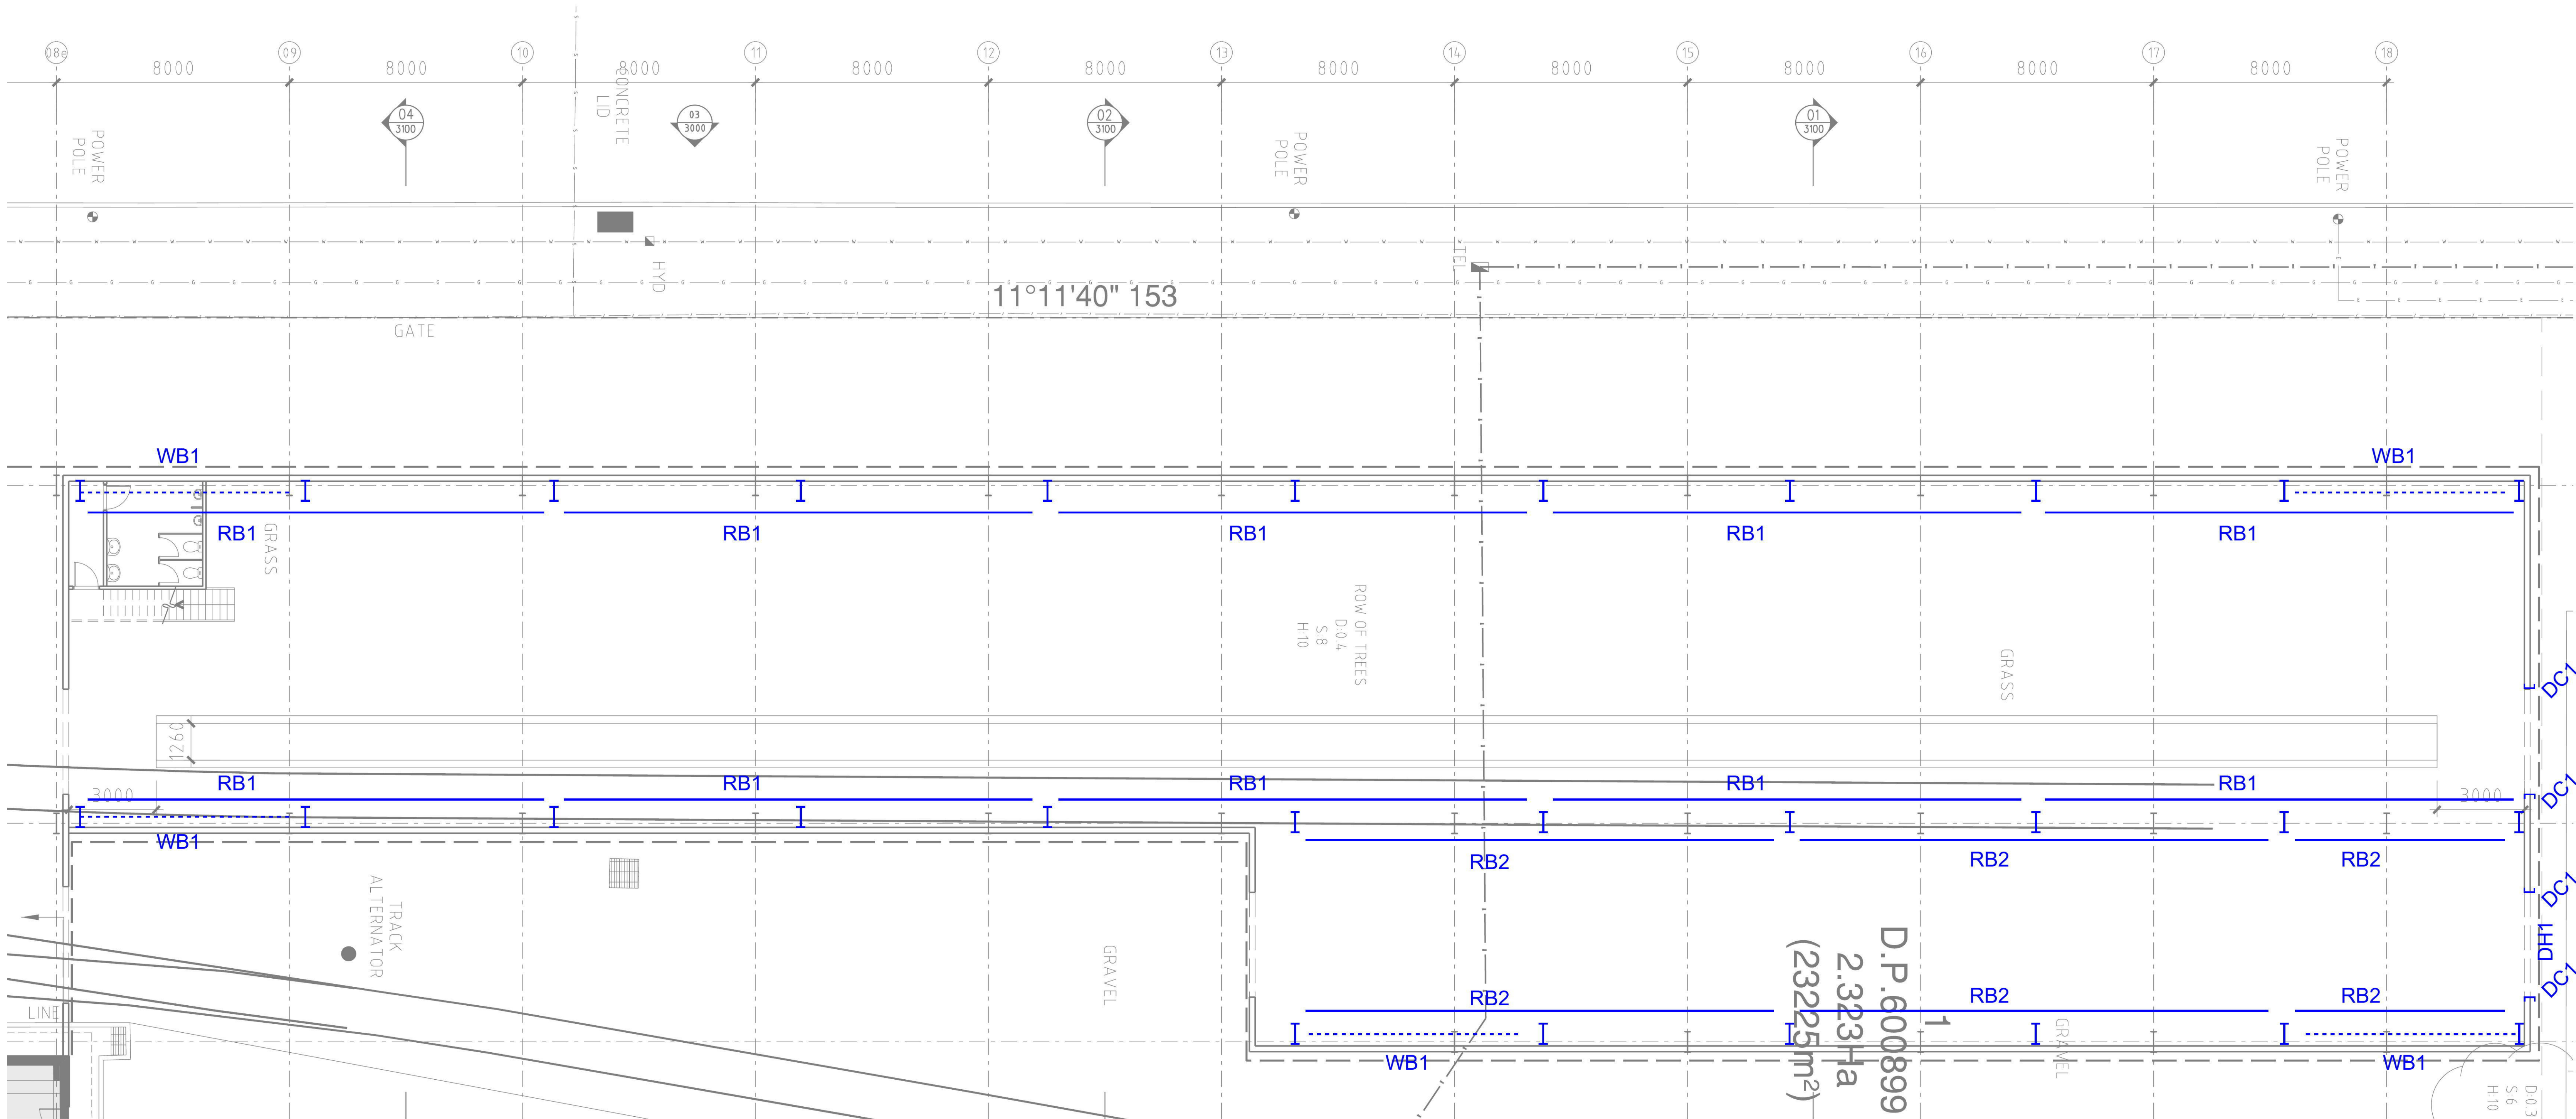 08e
09
10
11
12
13
14
15
16
17
18
8000
8000
8000
8000
8000
8000
8000
8000
8000
8000
04
3100
03
3000
02
3100
01
3100
CONCRETE
LID
POWER
POLE
POWER
POLE
POWER
POLE
HYD
TEL
11°11'40" 153
GATE
WB1
WB1
RB1
RB1
RB1
RB1
RB1
GRASS
ROW OF TREES
D:0.4
S:8
H:10
GRASS
DC1
1260
RB1
RB1
RB1
RB1
RB1
DC1
3000
3000
WB1
RB2
RB2
RB2
DC1
TRACK
ALTERNATOR
GRAVEL
1
D.P.600899
2.323Ha
(23225m²)
DH1
DC1
LINE
RB2
RB2
RB2
GRAVEL
WB1
WB1
D:0.3
S:6
H:10